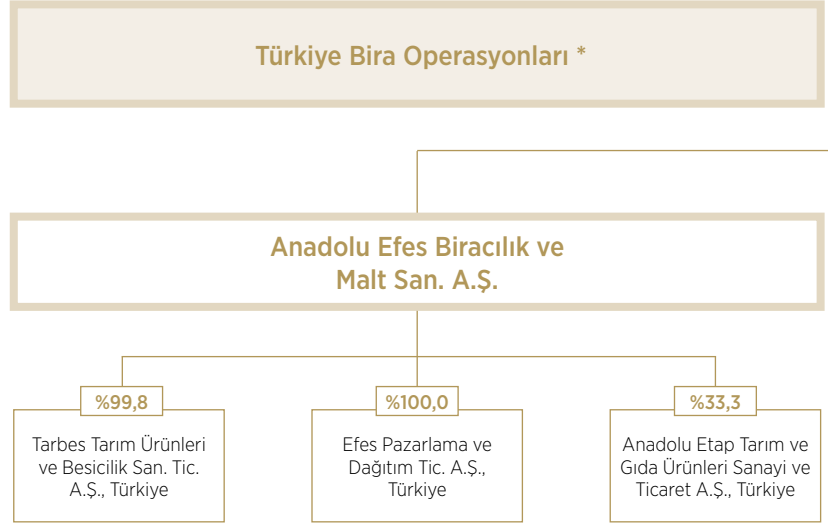 Türkiye Bira Operasyonları *
Anadolu Efes Biracılık ve
Malt San. A.Ş.
%99,8
Tarbes Tarım Ürünleri
ve Besicilik San. Tic.
A.Ş., Türkiye
%100,0
Efes Pazarlama ve
Dağıtım Tic. A.Ş.,
Türkiye
%33,3
Anadolu Etap Tarım ve
Gıda Ürünleri Sanayi ve
Ticaret A.Ş., Türkiye